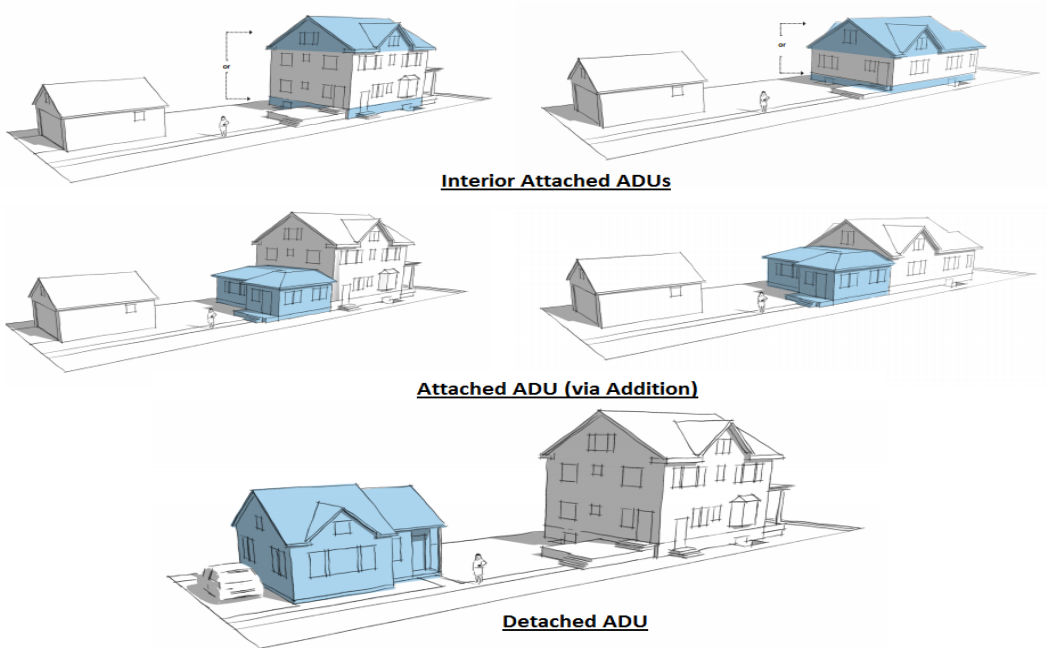 or
or
Interior Attached ADUs
Attached ADU (via Addition)
Detached ADU